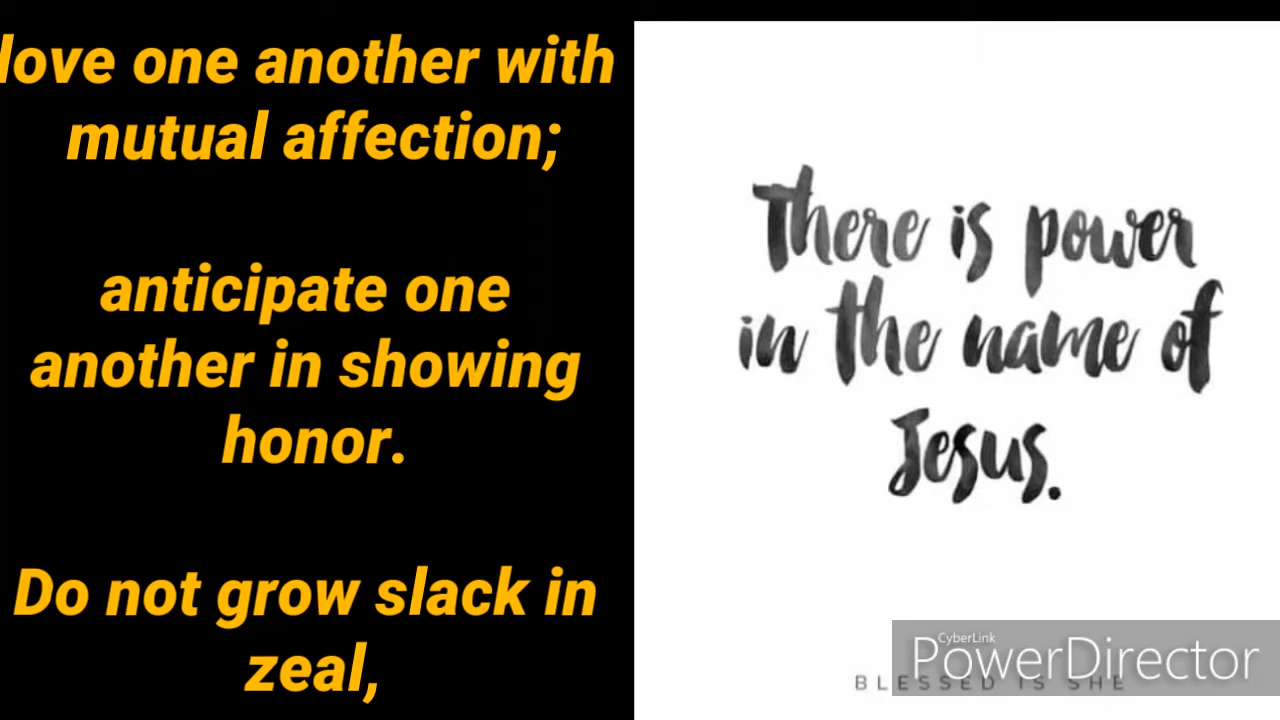 love one another with
mutual affection;
anticipate one
another in showing
honor.
Do not grow slack in
zeal,
There is power
in the name of
Jesus.
CyberLink
PowerDirector
BLESSED IS SHE